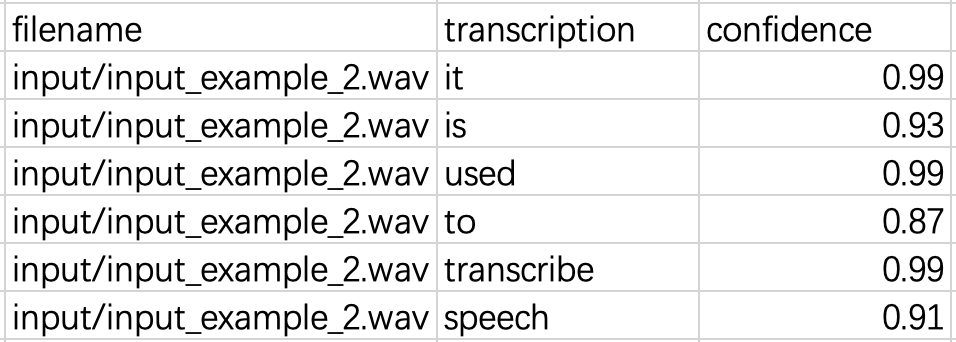 filename transcription confidence
input/input_example_2.wav it 0.99
input/input_example_2.wav is 0.93
input/input_example_2.wav used 0.99
input/input_example_2.wav to 0.87
input/input_example_2.wav transcribe 0.99
input/input_example_2.wav speech 0.91